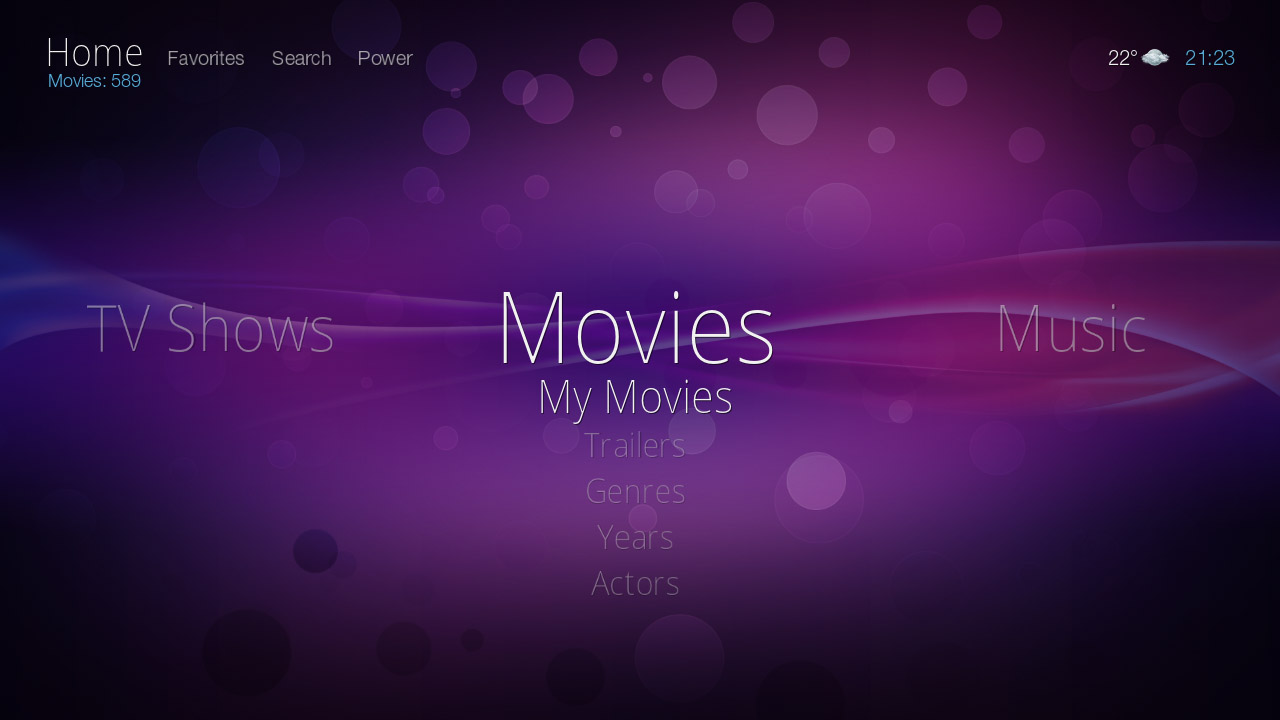 Home Favorites Search Power 22° 21:23
Movies: 589
TV Shows Movies Music
My Movies
Trailers
Genres
Years
Actors